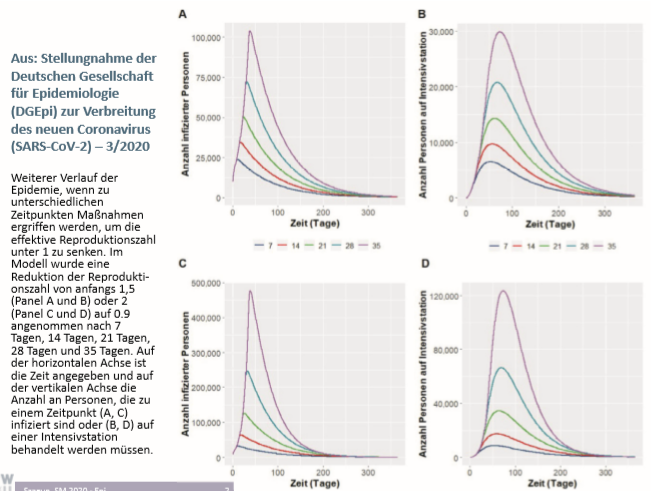 Aus: Stellungnahme der
Deutschen Gesellschaft
für Epidemiologie
(DGEpi) zur Verbreitung
des neuen Coronavirus
(SARS-CoV-2) – 3/2020
Weiterer Verlauf der
Epidemie, wenn zu
unterschiedlichen
Zeitpunkten Maßnahmen
ergriffen werden, um die
effektive Reproduktionszahl
unter 1 zu senken. Im
Modell wurde eine
Reduktion der Reprodukti-
onszahl von anfangs 1,5
(Panel A und B) oder 2
(Panel C und D) auf 0.9
angenommen nach 7
Tagen, 14 Tagen, 21 Tagen,
28 Tagen und 35 Tagen. Auf
der horizontalen Achse ist
die Zeit angegeben und auf
der vertikalen Achse die
Anzahl an Personen, die zu
einem Zeitpunkt (A, C)
infiziert sind oder (B, D) auf
einer Intensivstation
behandelt werden müssen.
A
Anzahl infizierter Personen
100,000
75,000
50,000
25,000
0
0 100 200 300
Zeit (Tage)
7 14 21 28 35
B
Anzahl Personen auf Intensivstation
30,000
20,000
10,000
0
0 100 200 300
Zeit (Tage)
7 14 21 28 35
C
Anzahl infizierter Personen
500,000
400,000
300,000
200,000
100,000
0
0 100 200 300
Zeit (Tage)
D
Anzahl Personen auf Intensivstation
120,000
80,000
40,000
0
0 100 200 300
Zeit (Tage)
2020